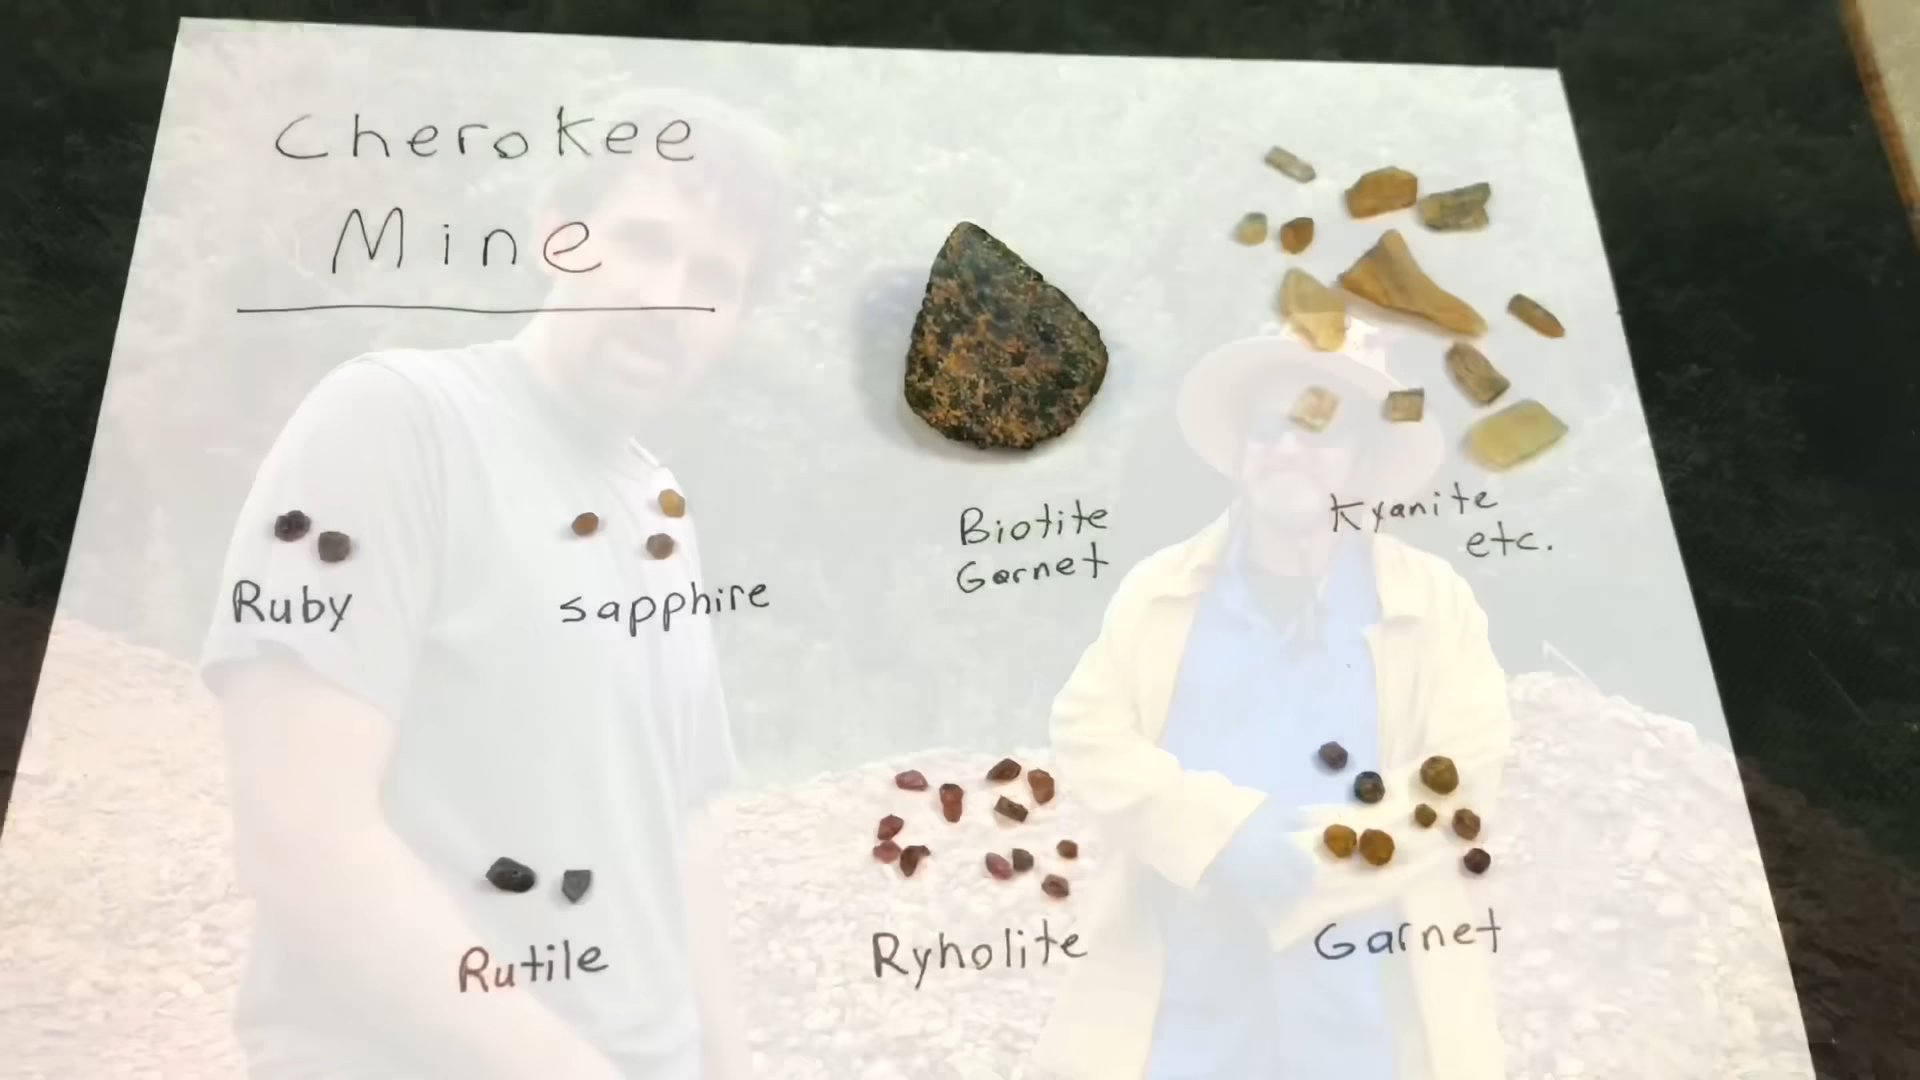 Cherokee
Mine
Ruby
Sapphire
Biotite
Garnet
Kyanite
etc.
Rutile
Ryholite
Garnet